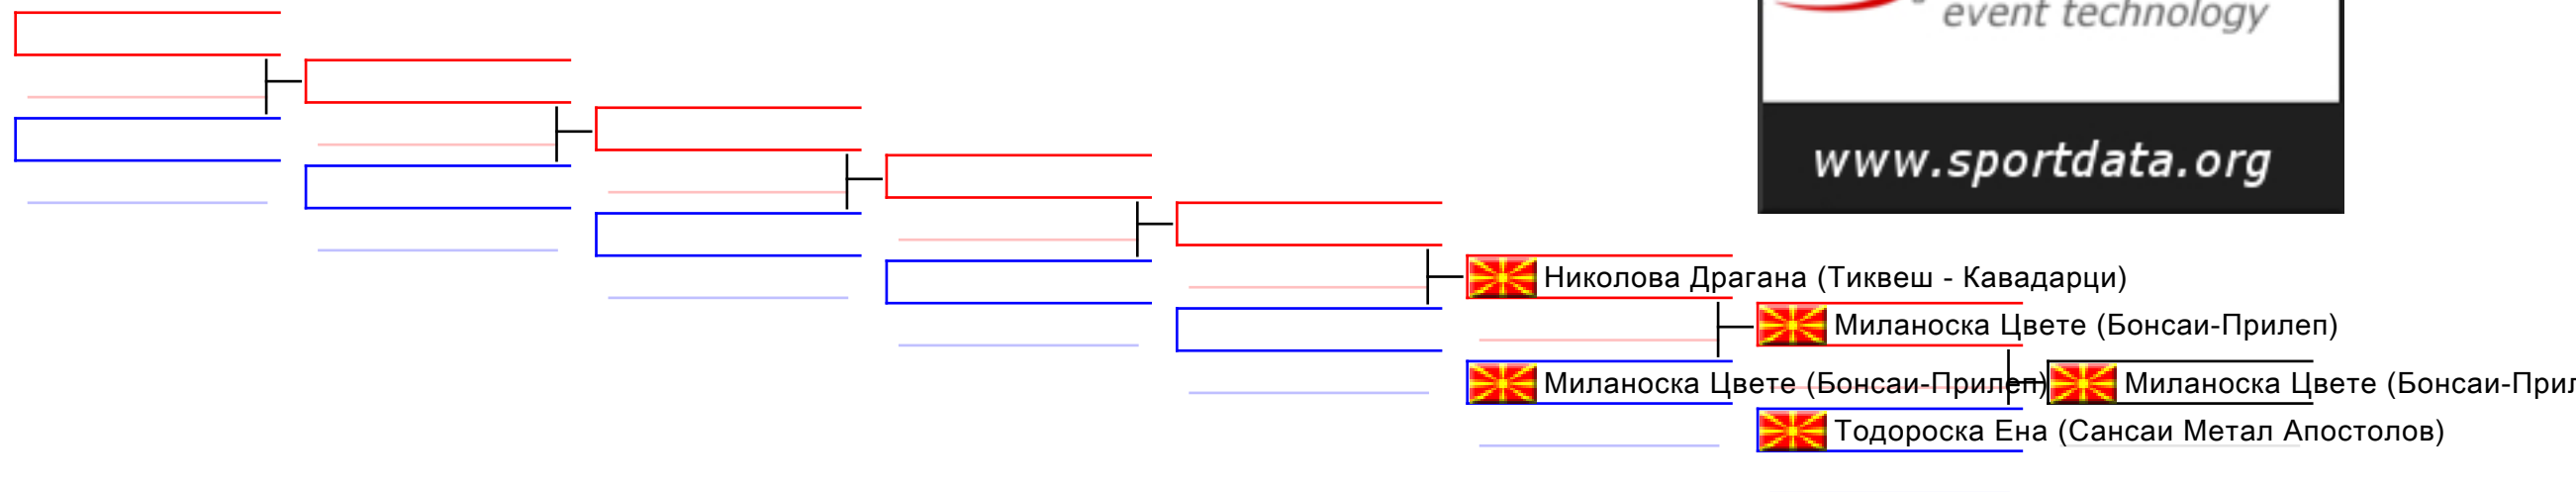 event technology
www.sportdata.org
Николова Драгана (Тиквеш - Кавадарци)
Миланоска Цвете (Бонсаи-Прилеп)
Миланоска Цвете (Бонсаи-Прилеп)
Миланоска Цвете (Бонсаи-Прил
Тодороска Ена (Сансаи Метал Апостолов)